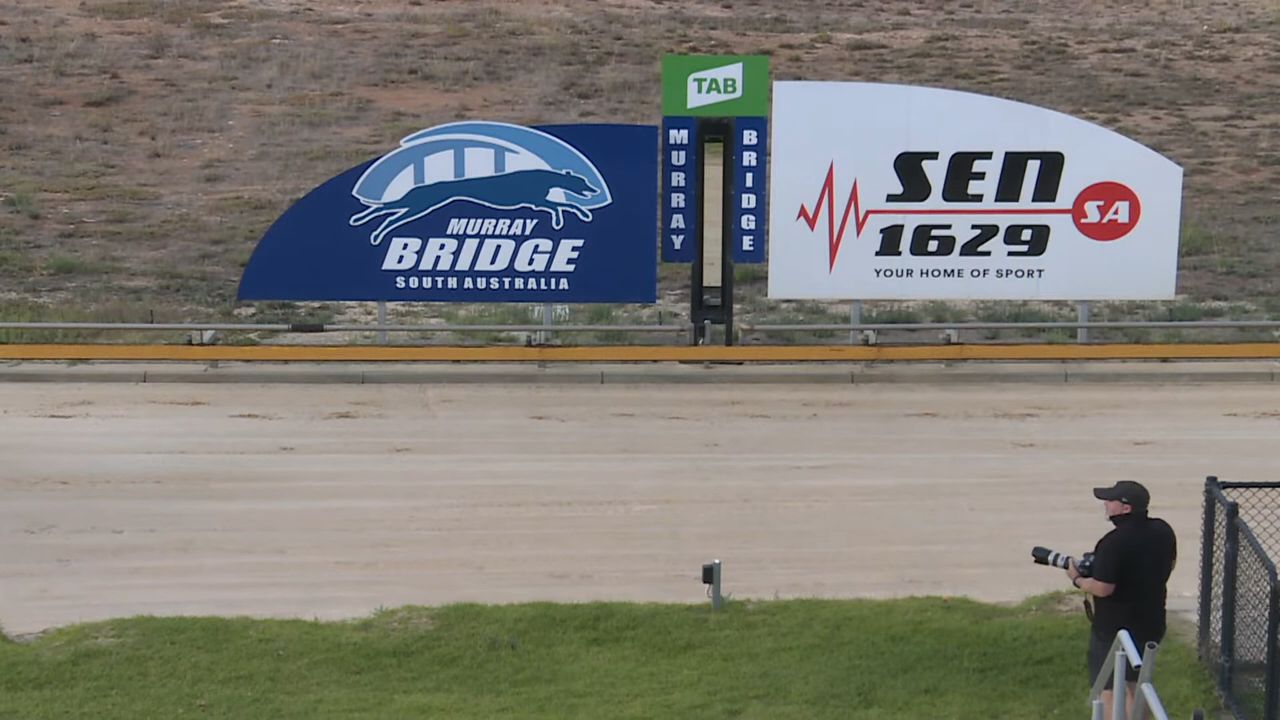 TAB
MURRAY
BRIDGE
MURRAY
BRIDGE
SOUTH AUSTRALIA
SEN
1629
SA
YOUR HOME OF SPORT